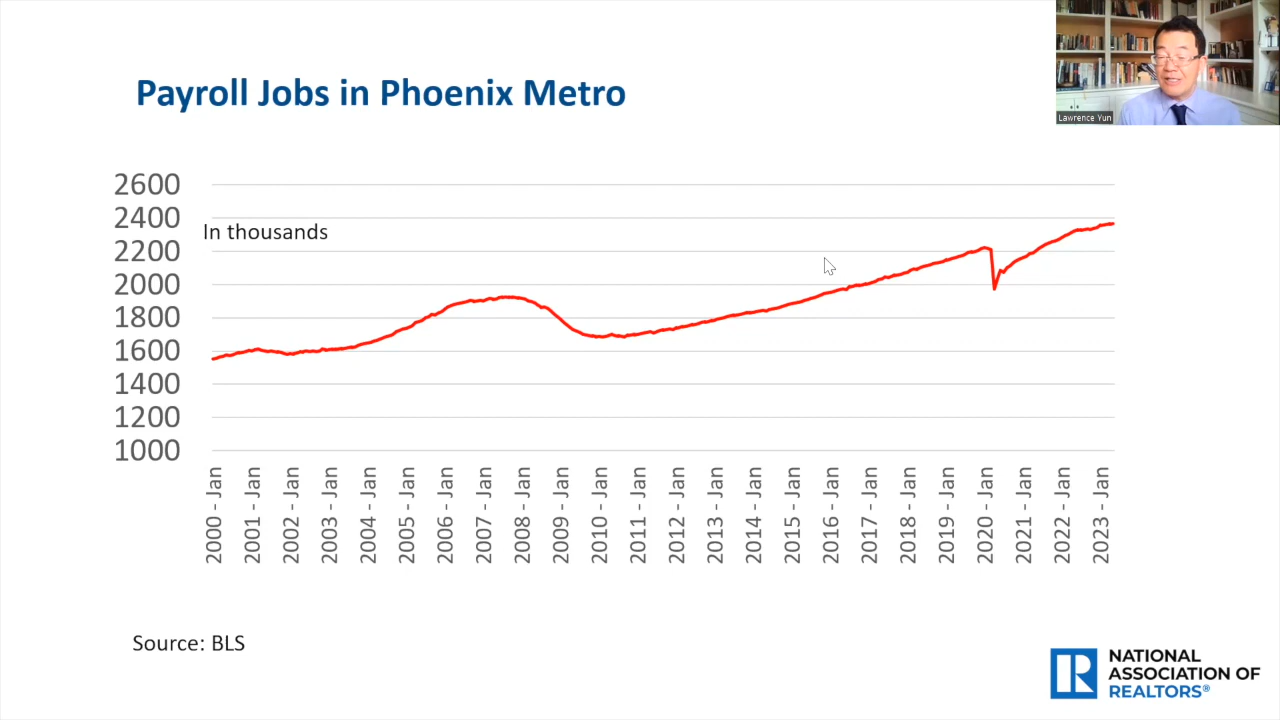 Payroll Jobs in Phoenix Metro
Lawrence Yun
2600
2400
In thousands
2200
2000
1800
1600
1400
1200
1000
2000 - Jan
2001 - Jan
2002 - Jan
2003 - Jan
2004 - Jan
2005 - Jan
2006 - Jan
2007 - Jan
2008 - Jan
2009 - Jan
2010 - Jan
2011 - Jan
2012 - Jan
2013 - Jan
2014 - Jan
2015 - Jan
2016 - Jan
2017 - Jan
2018 - Jan
2019 - Jan
2020 - Jan
2021 - Jan
2022 - Jan
2023 - Jan
Source: BLS
R
NATIONAL
ASSOCIATION OF
REALTORS®